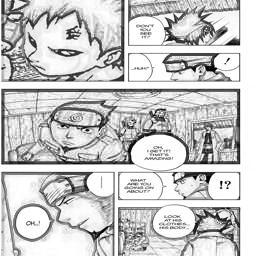 DON'T
YOU
SEE
IT?
...HUH?
!
OH,
I GET IT!
THAT'S
AMAZING!
WHAT ARE
YOU GOING
ON
ABOUT?
!?
OH...!
LOOK AT
HIS
CLOTHES...
HIS BODY...